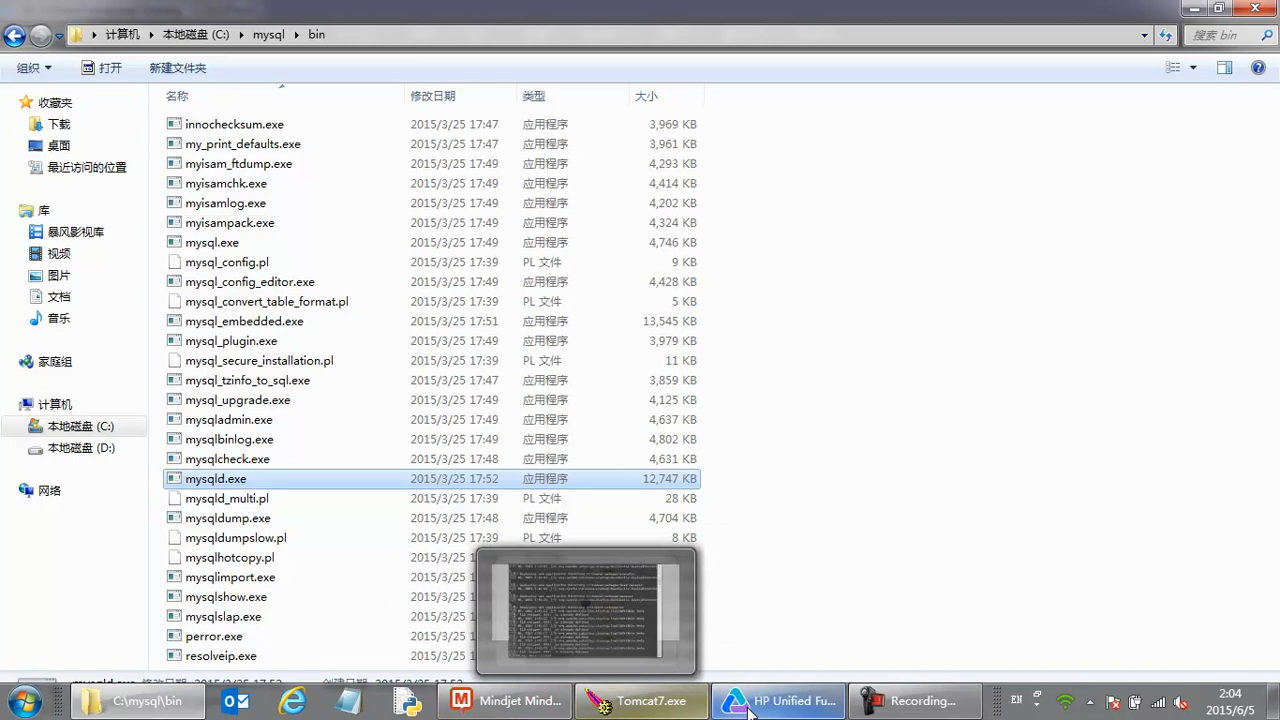 计算机 本地磁盘 (C:) mysql bin 搜索 bin
组织 打开 新建文件夹
名称 修改日期 类型 大小
收藏夹
下载
桌面
最近访问的位置
库
暴风影视库
视频
图片
文档
音乐
家庭组
计算机
本地磁盘 (C:)
本地磁盘 (D:)
网络
innochecksum.exe 2015/3/25 17:47 应用程序 3,969 KB
my_print_defaults.exe 2015/3/25 17:47 应用程序 3,961 KB
myisam_ftdump.exe 2015/3/25 17:49 应用程序 4,293 KB
myisamchk.exe 2015/3/25 17:49 应用程序 4,414 KB
myisamlog.exe 2015/3/25 17:49 应用程序 4,202 KB
myisampack.exe 2015/3/25 17:49 应用程序 4,324 KB
mysql.exe 2015/3/25 17:49 应用程序 4,746 KB
mysql_config.pl 2015/3/25 17:39 PL 文件 9 KB
mysql_config_editor.exe 2015/3/25 17:49 应用程序 4,428 KB
mysql_convert_table_format.pl 2015/3/25 17:39 PL 文件 5 KB
mysql_embedded.exe 2015/3/25 17:51 应用程序 13,545 KB
mysql_plugin.exe 2015/3/25 17:49 应用程序 3,979 KB
mysql_secure_installation.pl 2015/3/25 17:39 PL 文件 11 KB
mysql_tzinfo_to_sql.exe 2015/3/25 17:47 应用程序 3,859 KB
mysql_upgrade.exe 2015/3/25 17:49 应用程序 4,125 KB
mysqladmin.exe 2015/3/25 17:49 应用程序 4,637 KB
mysqlbinlog.exe 2015/3/25 17:49 应用程序 4,802 KB
mysqlcheck.exe 2015/3/25 17:48 应用程序 4,631 KB
mysqld.exe 2015/3/25 17:52 应用程序 12,747 KB
mysqld_multi.pl 2015/3/25 17:39 PL 文件 28 KB
mysqldump.exe 2015/3/25 17:48 应用程序 4,704 KB
mysqldumpslow.pl 2015/3/25 17:39 PL 文件 8 KB
mysqlhotcopy.pl
mysqlshow.exe
mysqlslap.exe
perror.exe
C:\mysql\bin Mindjet Mind... Tomcat7.exe HP Unified Fu... Recording... EN 2:04
2015/6/5